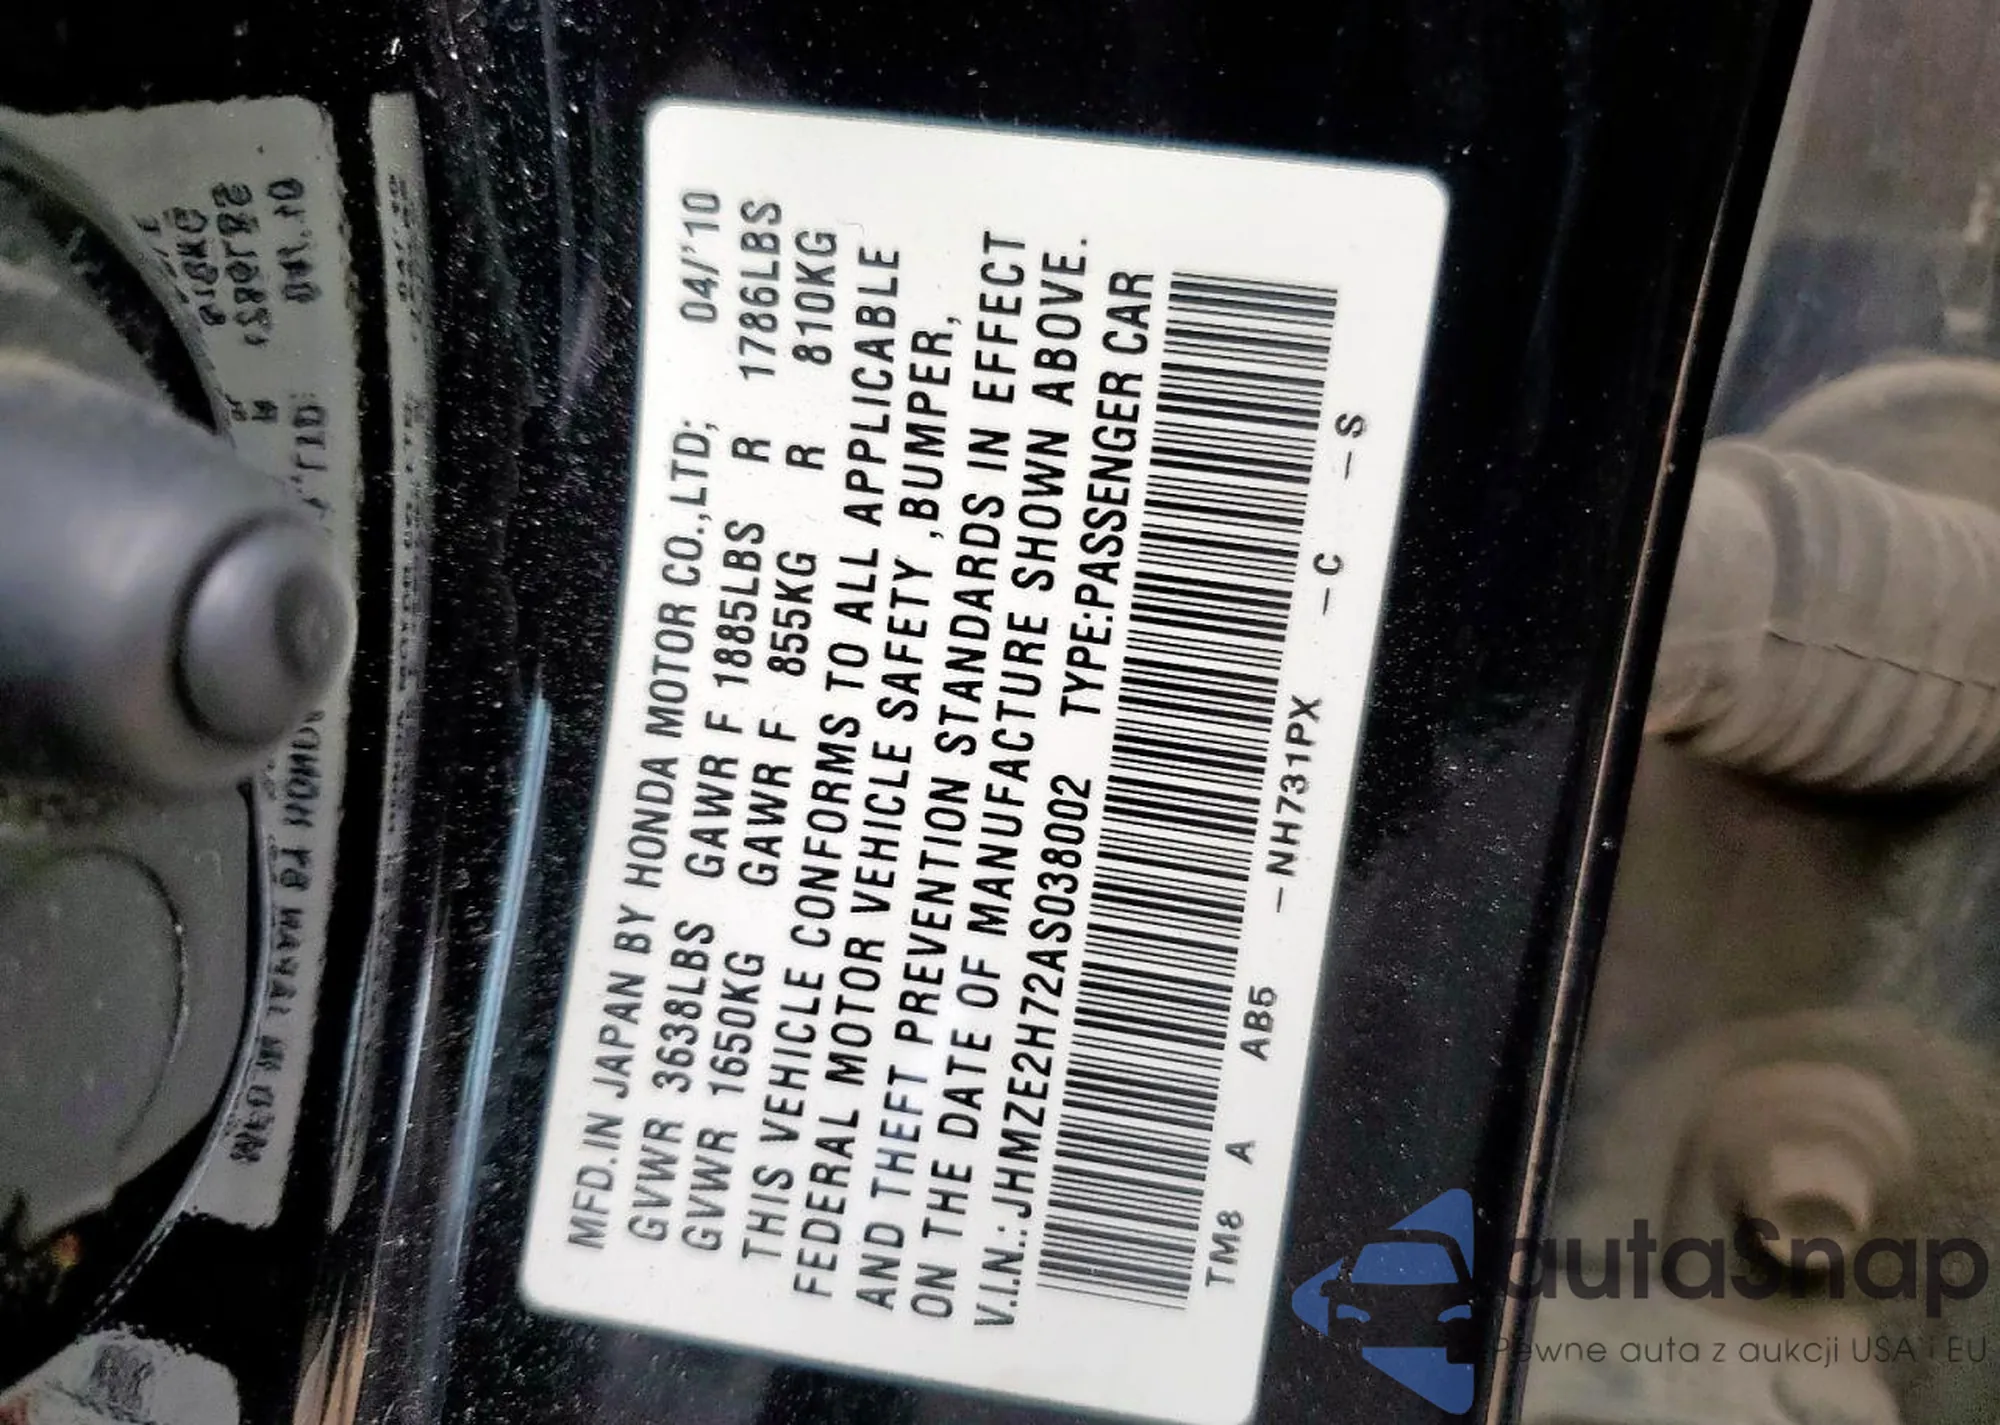 MFD.IN JAPAN BY HONDA MOTOR CO.,LTD; 04/'10
GVWR 3638LBS GAWR F 1885LBS R 1786LBS
GVWR 1650KG GAWR F 855KG R 810KG
THIS VEHICLE CONFORMS TO ALL APPLICABLE
FEDERAL MOTOR VEHICLE SAFETY ,BUMPER,
AND THEFT PREVENTION STANDARDS IN EFFECT
ON THE DATE OF MANUFACTURE SHOWN ABOVE.
V.I.N.: JHMZE2H72AS038002 TYPE:PASSENGER CAR
TM8 A AB5 -NH731PX -C -S
autaSnap
Pewne auta z aukcji USA i EU